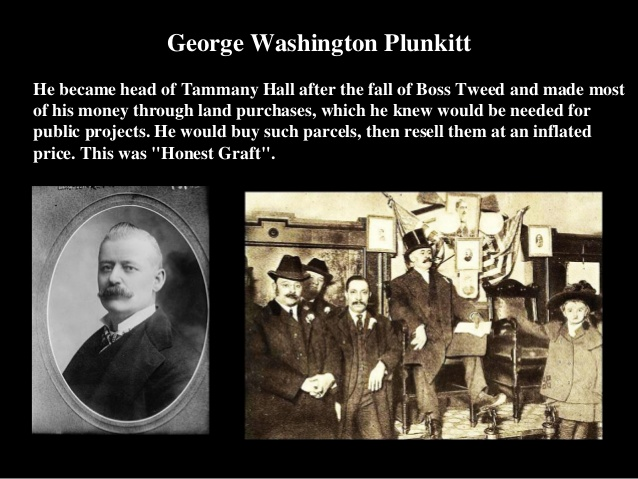 George Washington Plunkitt
He became head of Tammany Hall after the fall of Boss Tweed and made most
of his money through land purchases, which he knew would be needed for
public projects. He would buy such parcels, then resell them at an inflated
price. This was "Honest Graft".